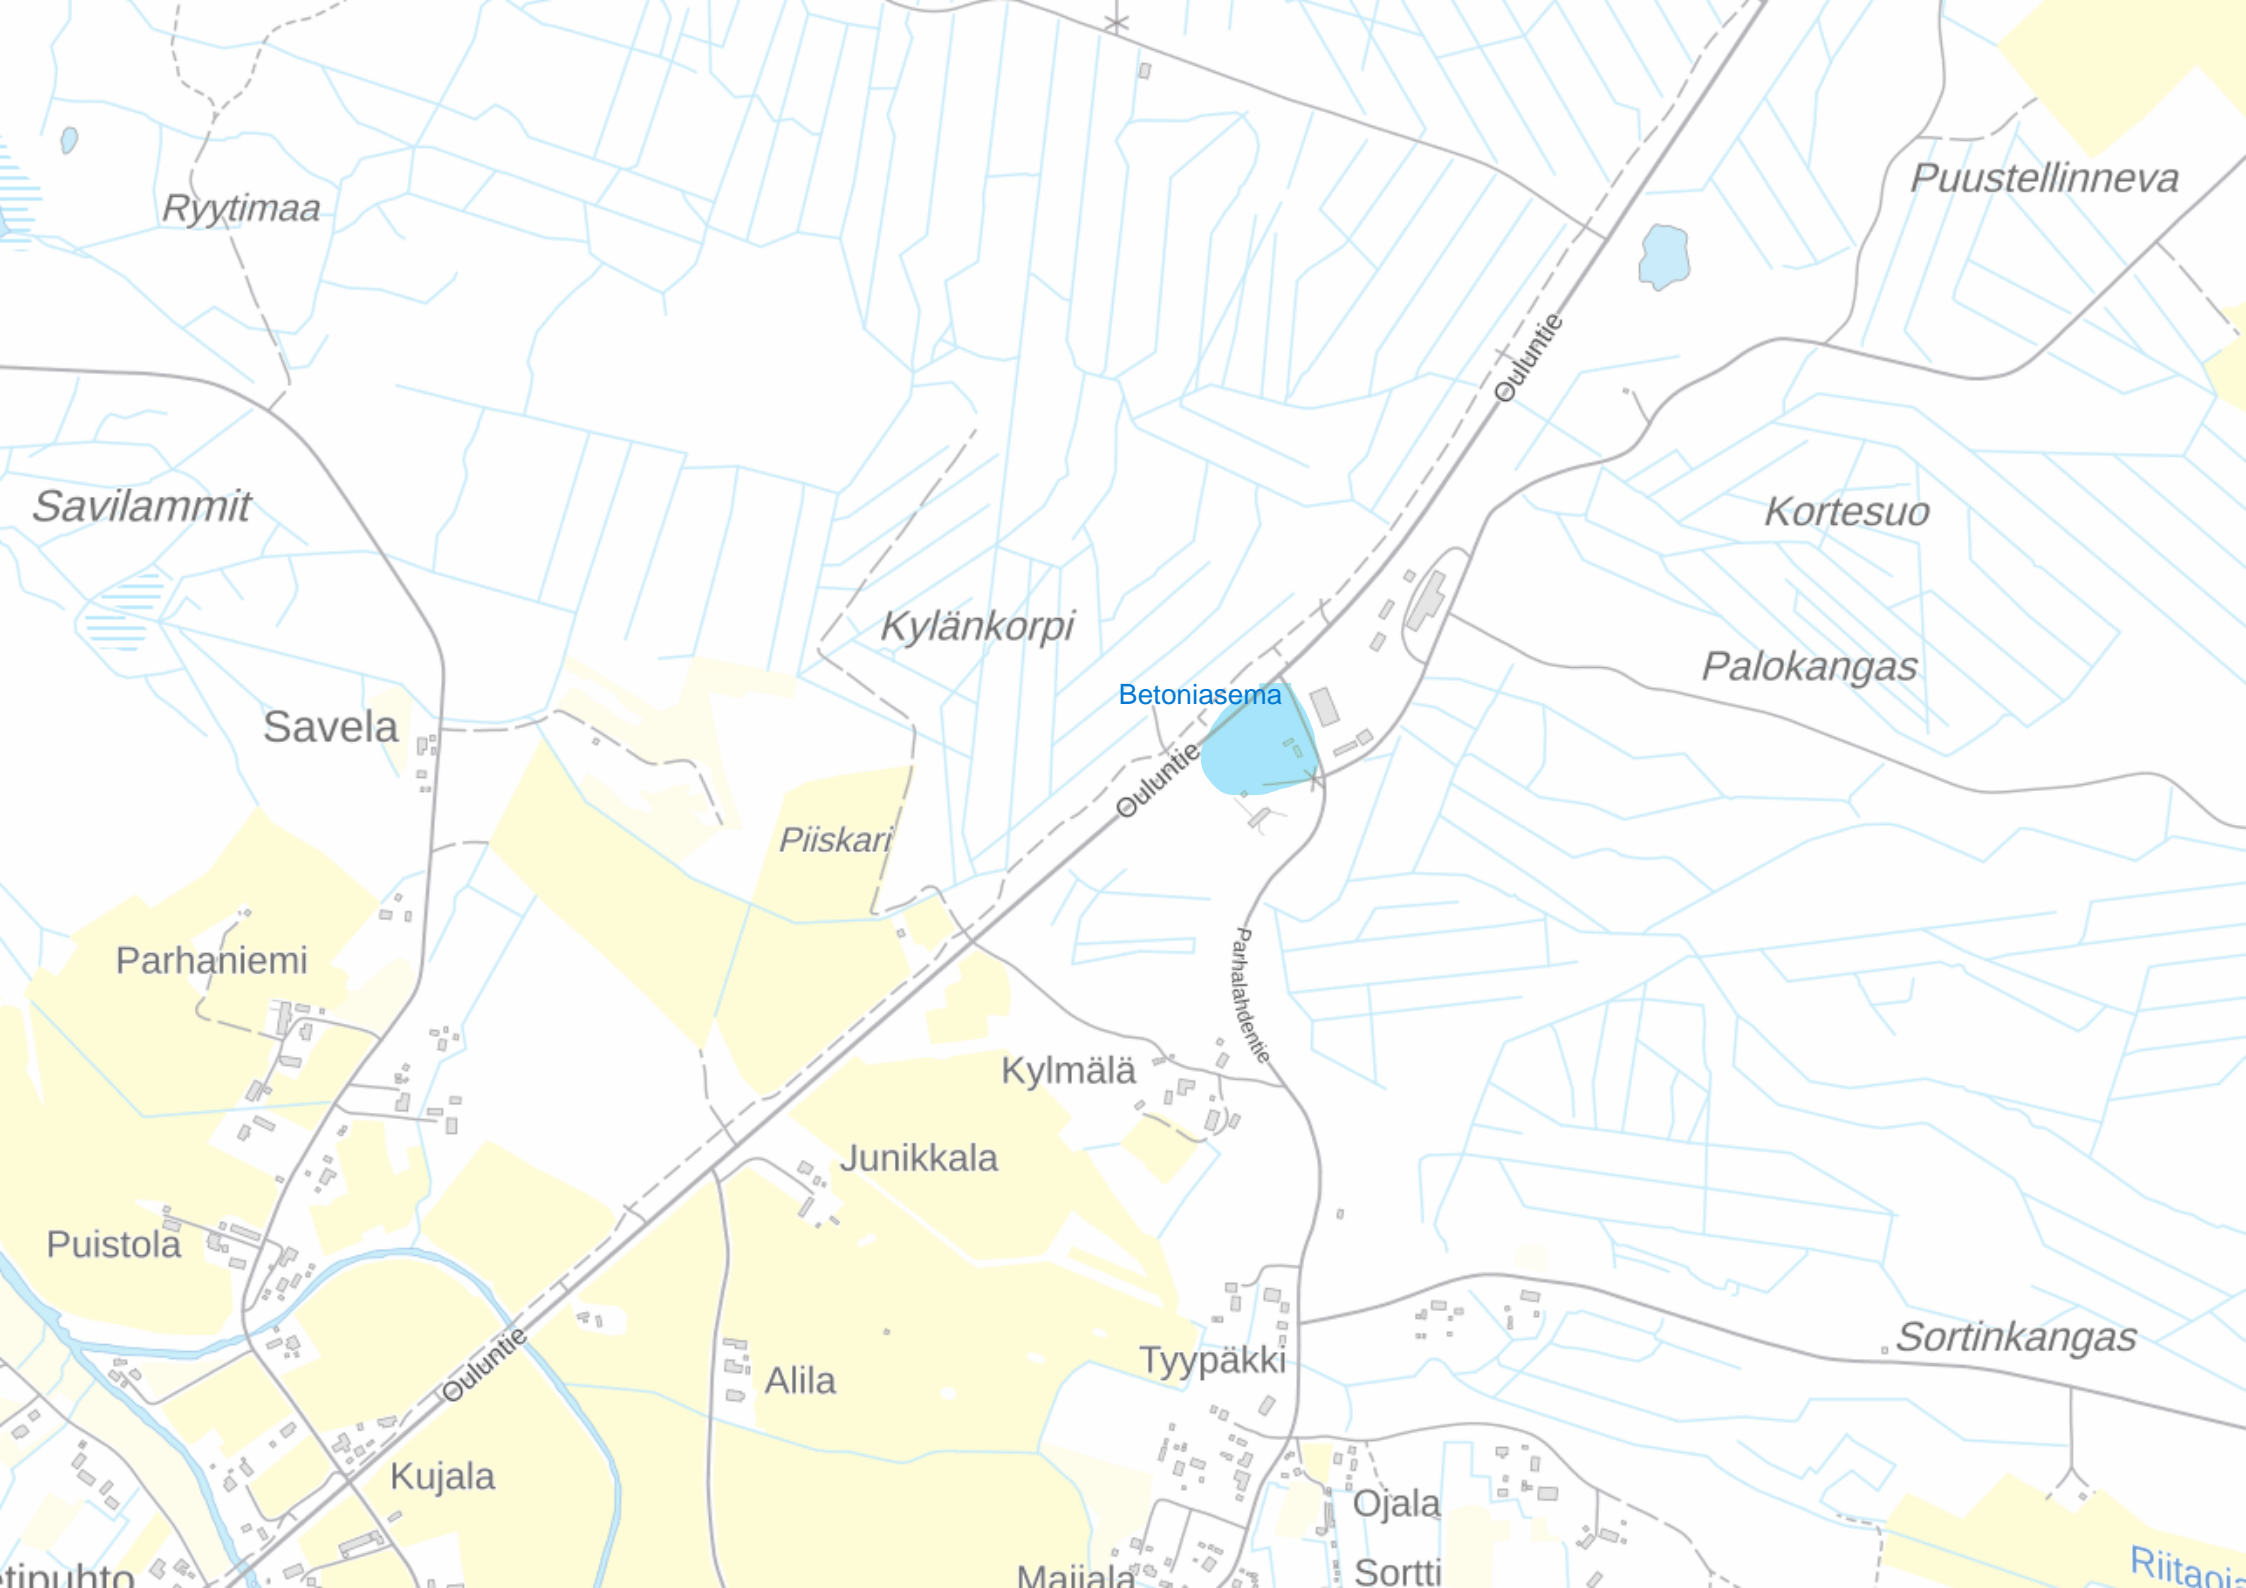 Puustellinneva
Ryytimaa
Ouluntie
Savilammit
Kortesuo
Kylänkorpi
Palokangas
Betoniasema
Savela
Ouluntie
Piiskari
Parhaniemi
Parhalahdentie
Kylmälä
Junikkala
Puistola
Ouluntie
Sortinkangas
Tyypäkki
Alila
Kujala
Ojala
Sortti